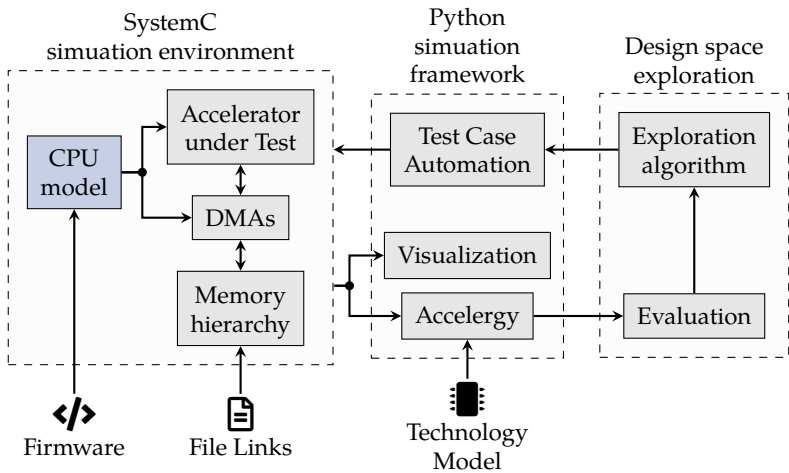 SystemC
simuation environment
Python
simuation
framework
Design space
exploration
CPU
model
Accelerator
under Test
DMAs
Memory
hierarchy
Test Case
Automation
Visualization
Accelergy
Exploration
algorithm
Evaluation
Firmware
File Links
Technology
Model